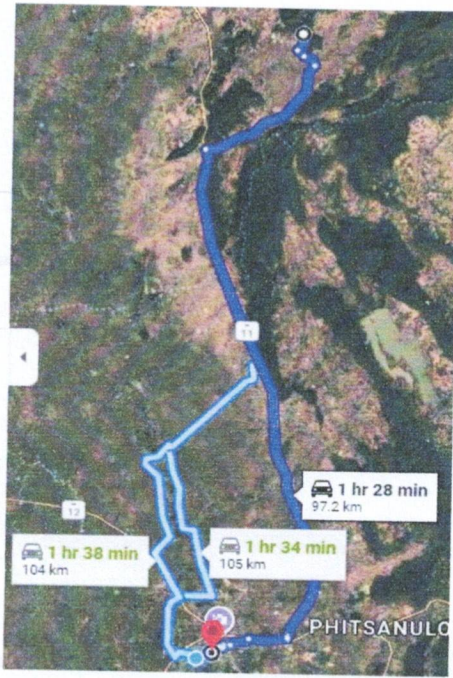 11
1 hr 28 min
97.2 km
12
1 hr 38 min
104 km
1 hr 34 min
105 km
PHITSANULO